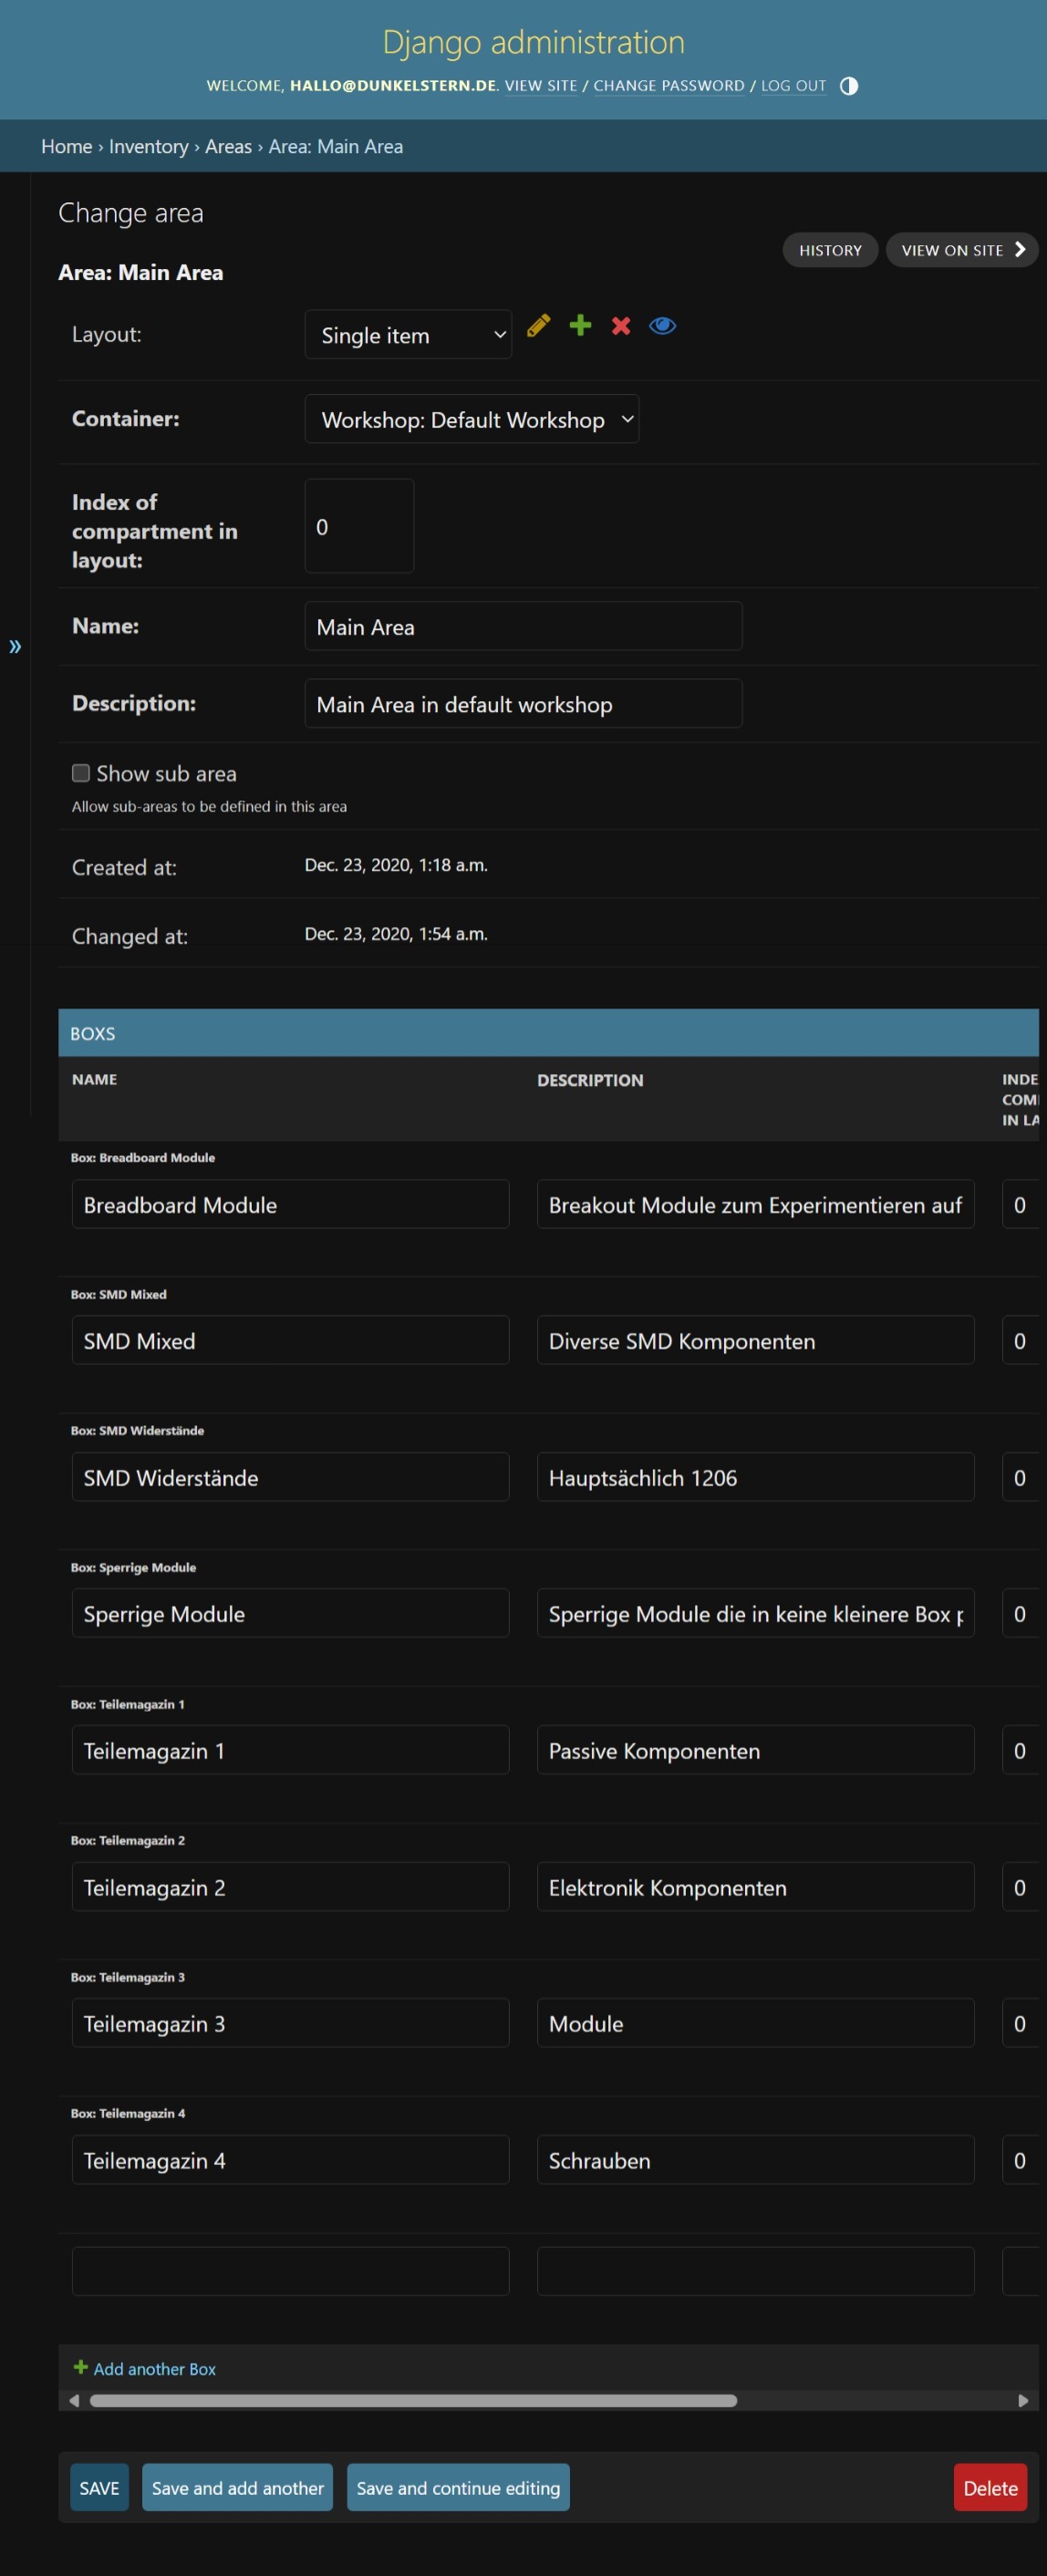 Django administration
WELCOME, HALLO@DUNKELSTERN.DE. VIEW SITE / CHANGE PASSWORD / LOG OUT
Home › Inventory › Areas › Area: Main Area
Change area
HISTORY VIEW ON SITE
Area: Main Area
Layout: Single item
Container: Workshop: Default Workshop
Index of
compartment in
layout:
0
Name: Main Area
»
Description: Main Area in default workshop
Show sub area
Allow sub-areas to be defined in this area
Created at: Dec. 23, 2020, 1:18 a.m.
Changed at: Dec. 23, 2020, 1:54 a.m.
BOXS
NAME DESCRIPTION INDE
COM
IN LA
Box: Breadboard Module
Breadboard Module Breakout Module zum Experimentieren auf 0
Box: SMD Mixed
SMD Mixed Diverse SMD Komponenten 0
Box: SMD Widerstände
SMD Widerstände Hauptsächlich 1206 0
Box: Sperrige Module
Sperrige Module Sperrige Module die in keine kleinere Box 0
Box: Teilemagazin 1
Teilemagazin 1 Passive Komponenten 0
Box: Teilemagazin 2
Teilemagazin 2 Elektronik Komponenten 0
Box: Teilemagazin 3
Teilemagazin 3 Module 0
Box: Teilemagazin 4
Teilemagazin 4 Schrauben 0
Add another Box
SAVE Save and add another Save and continue editing Delete